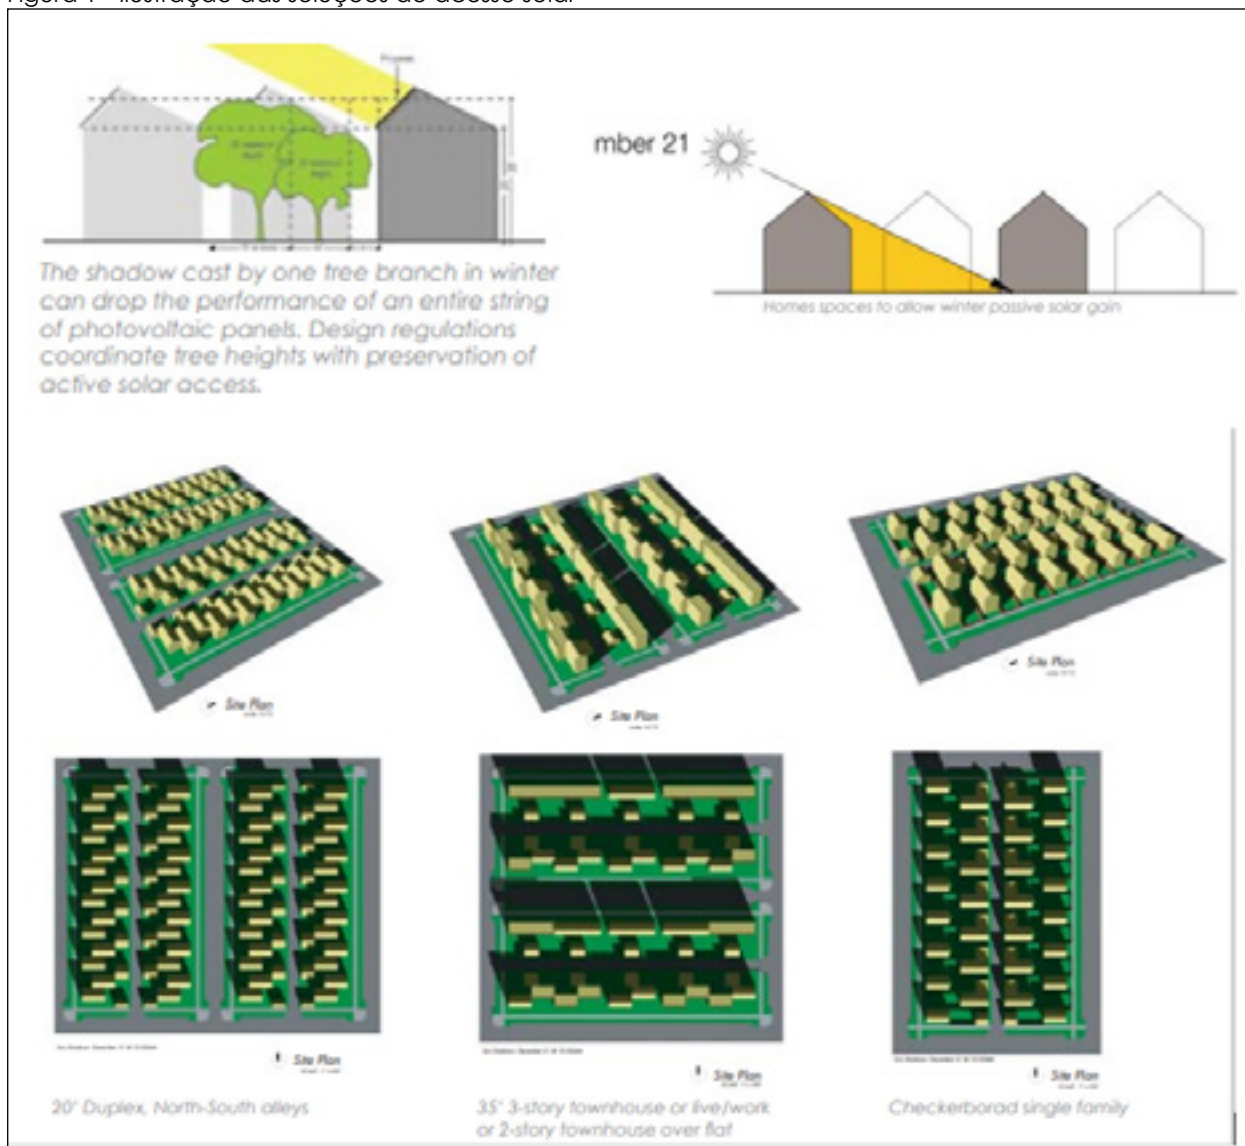 mber 21
The shadow cast by one tree branch in winter
can drop the performance of an entire string
of photovoltaic panels. Design regulations
coordinate tree heights with preservation of
active solar access.
Homes spaces to allow winter passive solar gain
Site Plan
Site Plan
Site Plan
Site Plan
Site Plan
Site Plan
20' Duplex, North-South alleys
35' 3-story townhouse or live/work
or 2-story townhouse over flat
Checkerborad single family